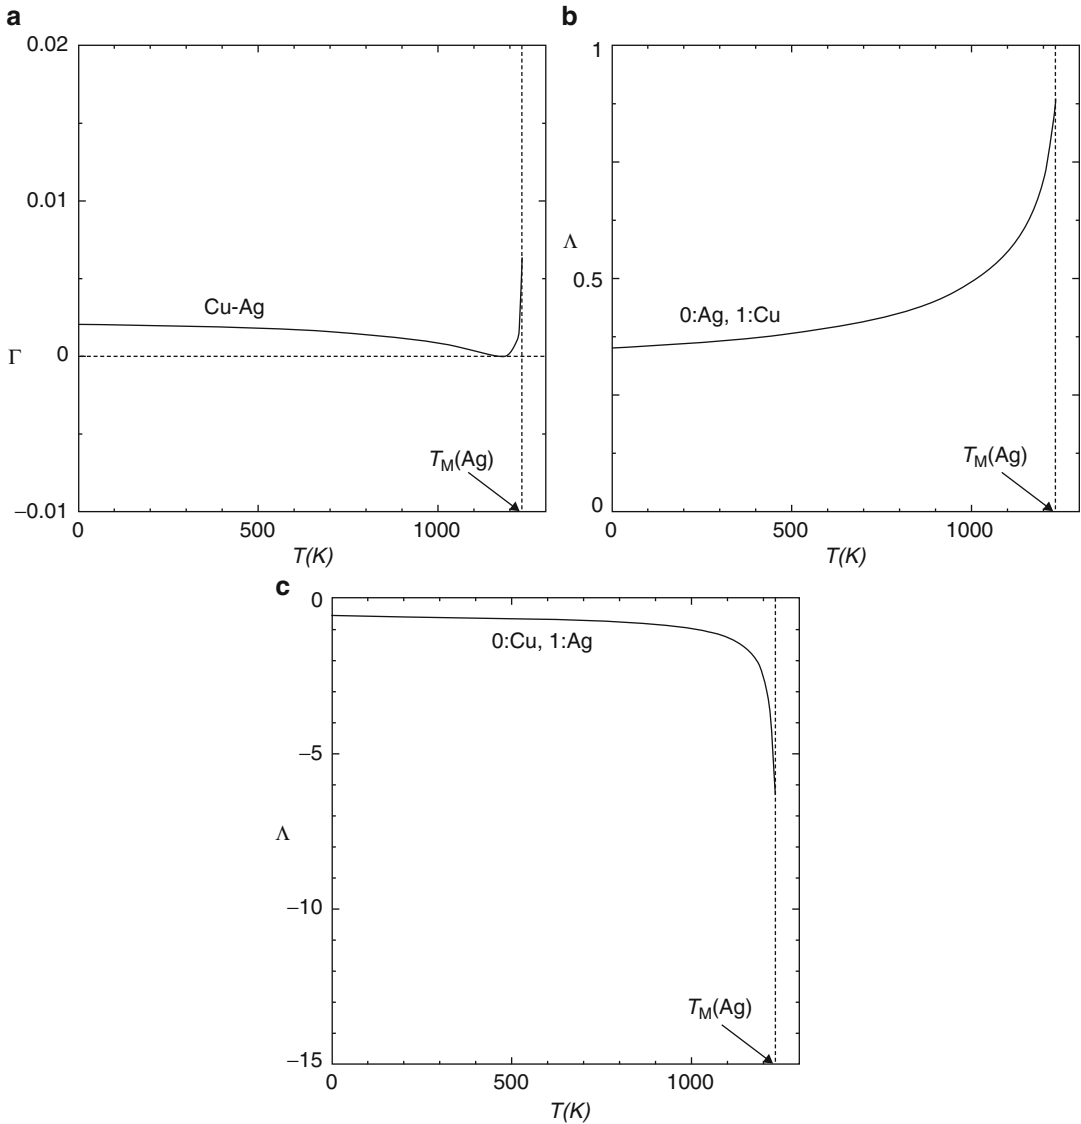 a
0.02
0.01
Γ
0
−0.01
Cu-Ag
T_M(Ag)
0
500
1000
T(K)
b
1
Λ
0.5
0
0:Ag, 1:Cu
T_M(Ag)
0
500
1000
T(K)
c
0
−5
Λ
−10
−15
0:Cu, 1:Ag
T_M(Ag)
0
500
1000
T(K)